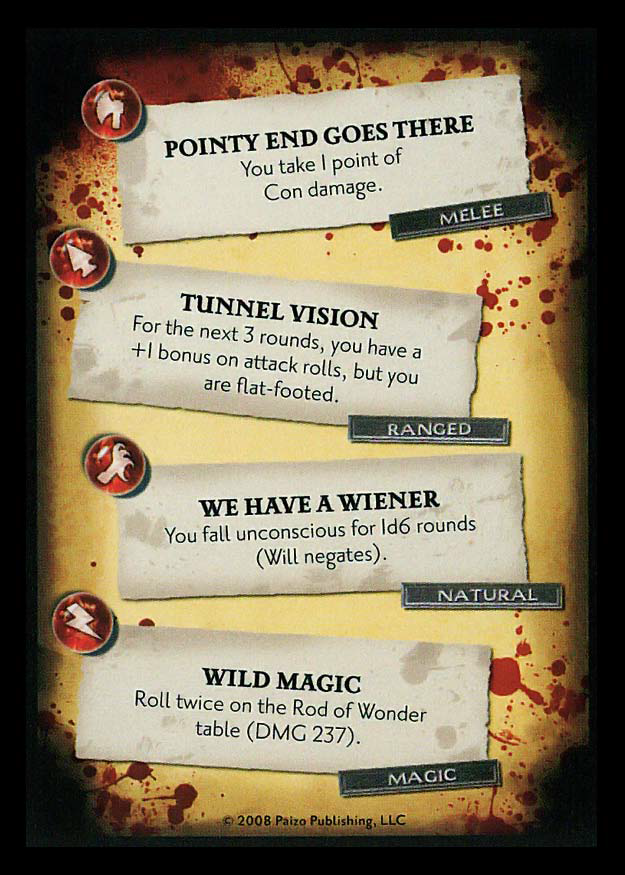 POINTY END GOES THERE
You take 1 point of
Con damage.
MELEE
TUNNEL VISION
For the next 3 rounds, you have a
+1 bonus on attack rolls, but you
are flat-footed.
RANGED
WE HAVE A WIENER
You fall unconscious for 1d6 rounds
(Will negates).
NATURAL
WILD MAGIC
Roll twice on the Rod of Wonder
table (DMG 237).
MAGIC
© 2008 Paizo Publishing, LLC